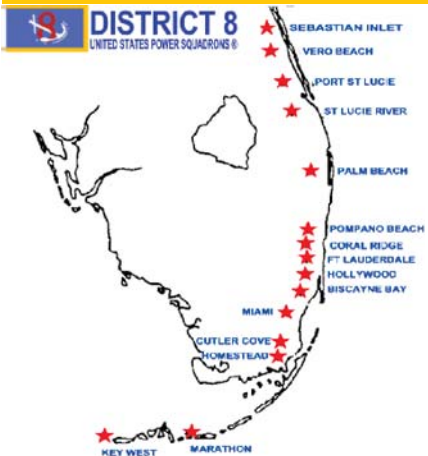 8
DISTRICT 8
UNITED STATES POWER SQUADRONS ®
SEBASTIAN INLET
VERO BEACH
PORT ST LUCIE
ST LUCIE RIVER
PALM BEACH
POMPANO BEACH
CORAL RIDGE
FT LAUDERDALE
HOLLYWOOD
BISCAYNE BAY
MIAMI
CUTLER COVE
HOMESTEAD
MARATHON
KEY WEST